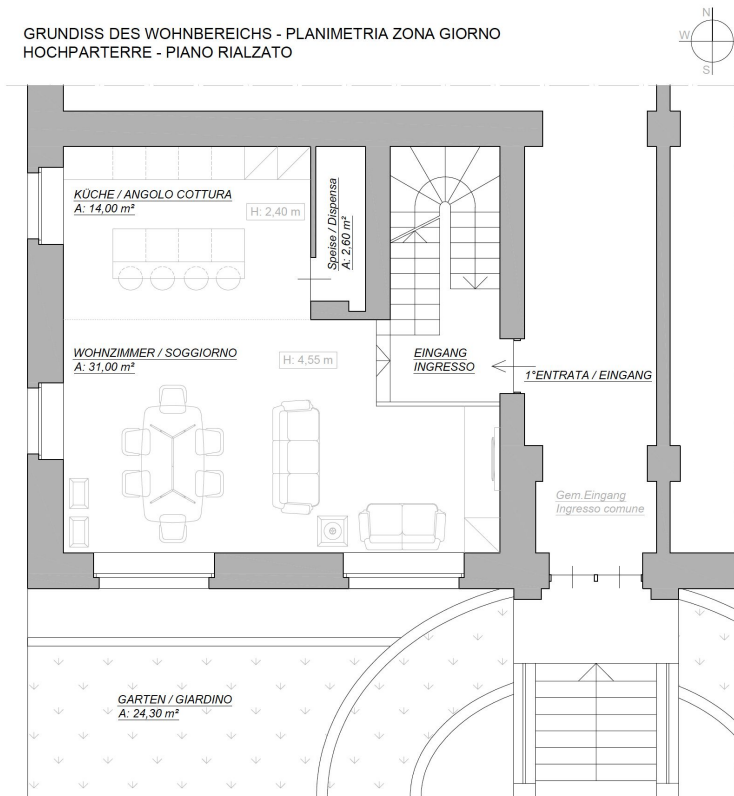 GRUNDISS DES WOHNBEREICHS - PLANIMETRIA ZONA GIORNO
HOCHPARTERRE - PIANO RIALZATO
N
W
S
KÜCHE / ANGOLO COTTURA
A: 14,00 m²
H: 2,40 m
Speise / Dispensa
A: 2,60 m²
WOHNZIMMER / SOGGIORNO
A: 31,00 m²
H: 4,55 m
EINGANG
INGRESSO
1°ENTRATA / EINGANG
Gem.Eingang
Ingresso comune
GARTEN / GIARDINO
A: 24,30 m²